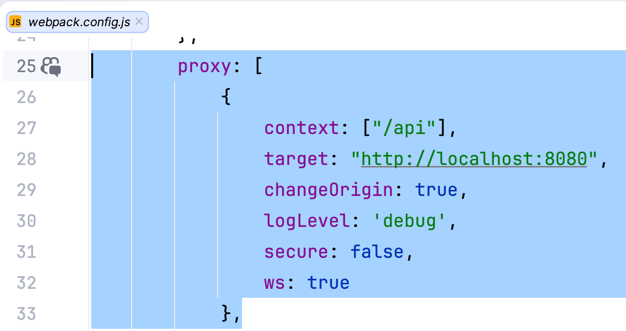 JS webpack.config.js ×
24 },
25 proxy: [
26 {
27 context: ["/api"],
28 target: "http://localhost:8080",
29 changeOrigin: true,
30 logLevel: 'debug',
31 secure: false,
32 ws: true
33 },